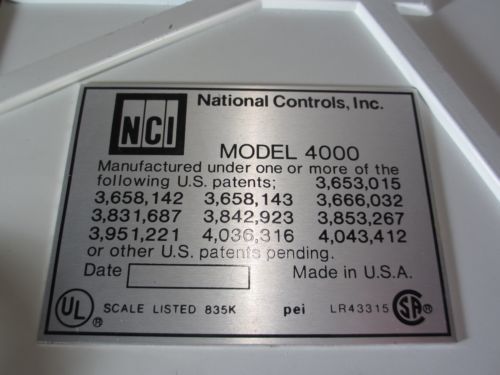 NCI
National Controls, Inc.
MODEL 4000
Manufactured under one or more of the
following U.S. patents; 3,653,015
3,658,142 3,658,143 3,666,032
3,831,687 3,842,923 3,853,267
3,951,221 4,036,316 4,043,412
or other U.S. patents pending.
Date Made in U.S.A.
UL ® SCALE LISTED 835K pei LR43315 SA ®